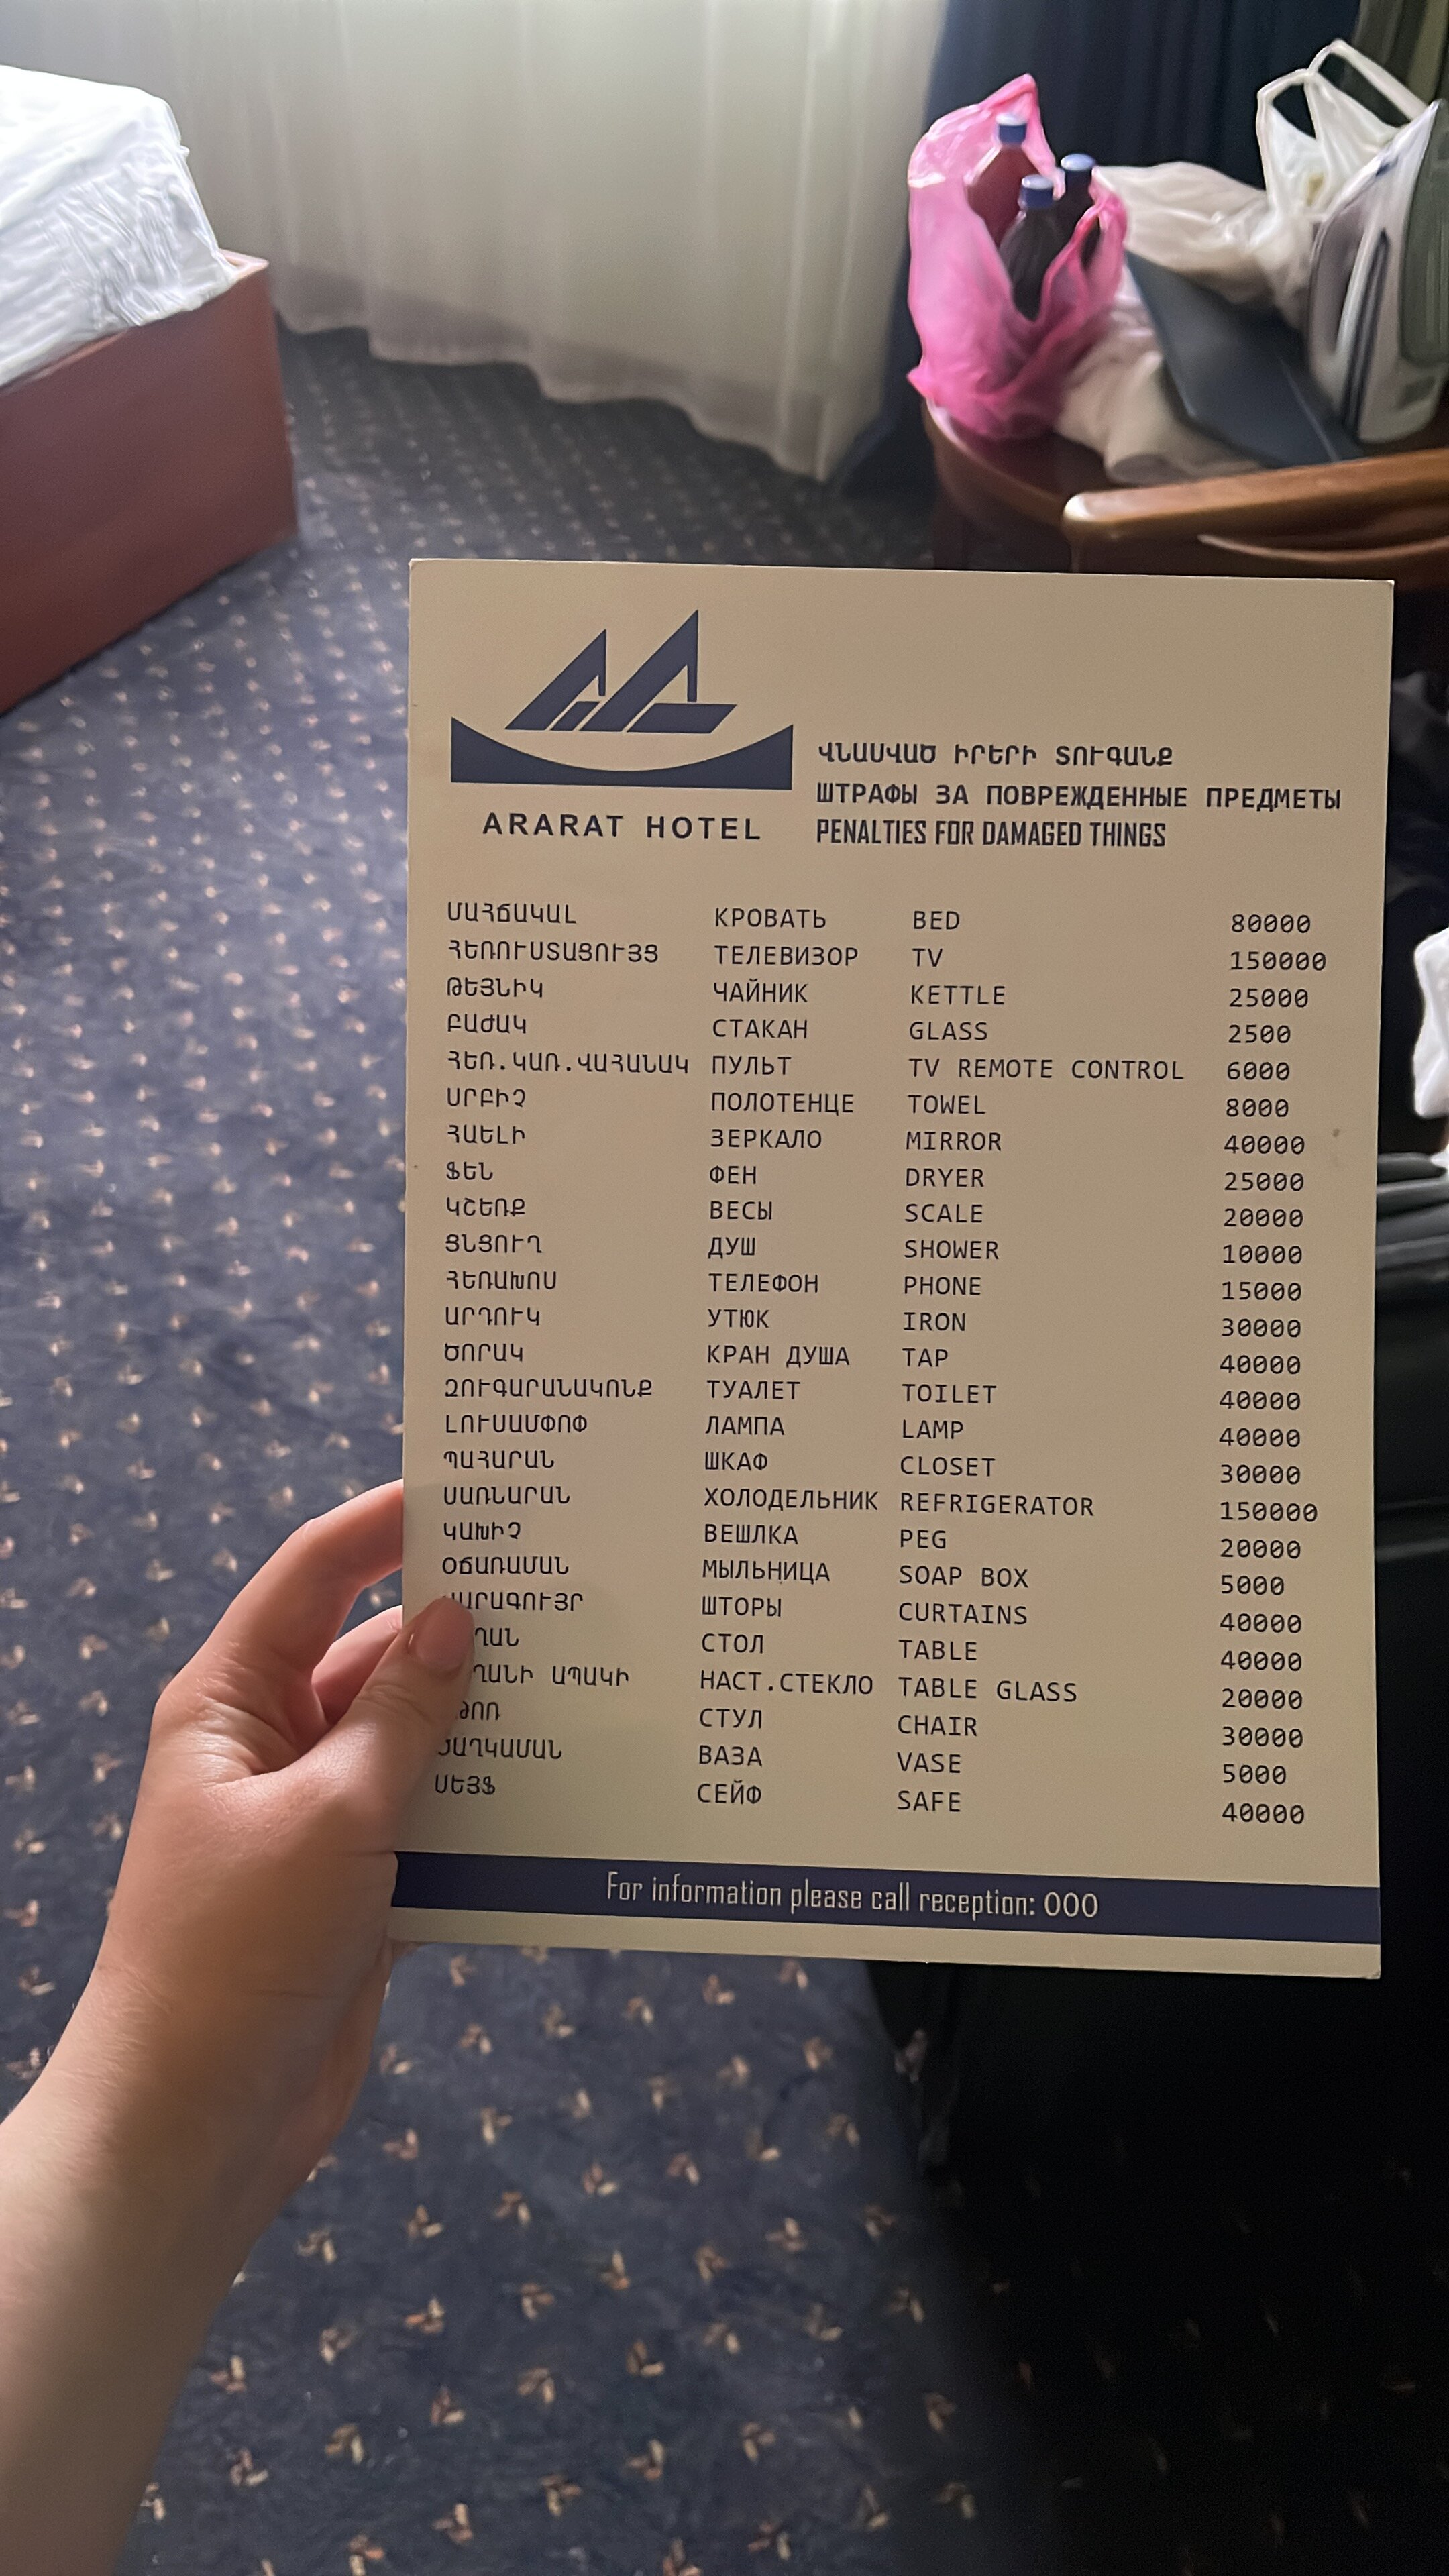 ARARAT HOTEL
ՎՆԱՍՎԱԾ ԻՐԵՐԻ ՏՈՒԳԱՆՔ
ШТРАФЫ ЗА ПОВРЕЖДЕННЫЕ ПРЕДМЕТЫ
PENALTIES FOR DAMAGED THINGS
ՄԱՀՃԱԿԱԼ КРОВАТЬ BED 80000
ՀԵՌՈՒՍՏԱՑՈՒՅՑ ТЕЛЕВИЗОР TV 150000
ԹԵՅՆԻԿ ЧАЙНИК KETTLE 25000
ԲԱԺԱԿ СТАКАН GLASS 2500
ՀԵՌ.ԿԱՌ.ՎԱՀԱՆԱԿ ПУЛЬТ TV REMOTE CONTROL 6000
ՍՐԲԻՉ ПОЛОТЕНЦЕ TOWEL 8000
ՀԱԵԼԻ ЗЕРКАЛО MIRROR 40000
ՖԵՆ ФЕН DRYER 25000
ԿՇԵՌՔ ВЕСЫ SCALE 20000
ՑՆՑՈՒՂ ДУШ SHOWER 10000
ՀԵՌԱԽՈՍ ТЕЛЕФОН PHONE 15000
ԱՐԴՈՒԿ УТЮК IRON 30000
ԾՈՐԱԿ КРАН ДУША TAP 40000
ԶՈՒԳԱՐԱՆԱԿՈՆՔ ТУАЛЕТ TOILET 40000
ԼՈՒՍԱՄՓՈՓ ЛАМПА LAMP 40000
ՊԱՀԱՐԱՆ ШКАФ CLOSET 30000
ՍԱՌՆԱՐԱՆ ХОЛОДЕЛЬНИК REFRIGERATOR 150000
ԿԱԽԻՉ ВЕШЛКА PEG 20000
ՕՃԱՌԱՄԱՆ МЫЛЬНИЦА SOAP BOX 5000
ՎԱՐԱԳՈՒՅՐ ШТОРЫ CURTAINS 40000
СТОЛ TABLE 40000
ԱՊԱԿԻ НАСТ.СТЕКЛО TABLE GLASS 20000
СТУЛ CHAIR 30000
ԾԱՂԿԱՄԱՆ ВАЗА VASE 5000
ՍԵՅՖ СЕЙФ SAFE 40000
For information please call reception: 000